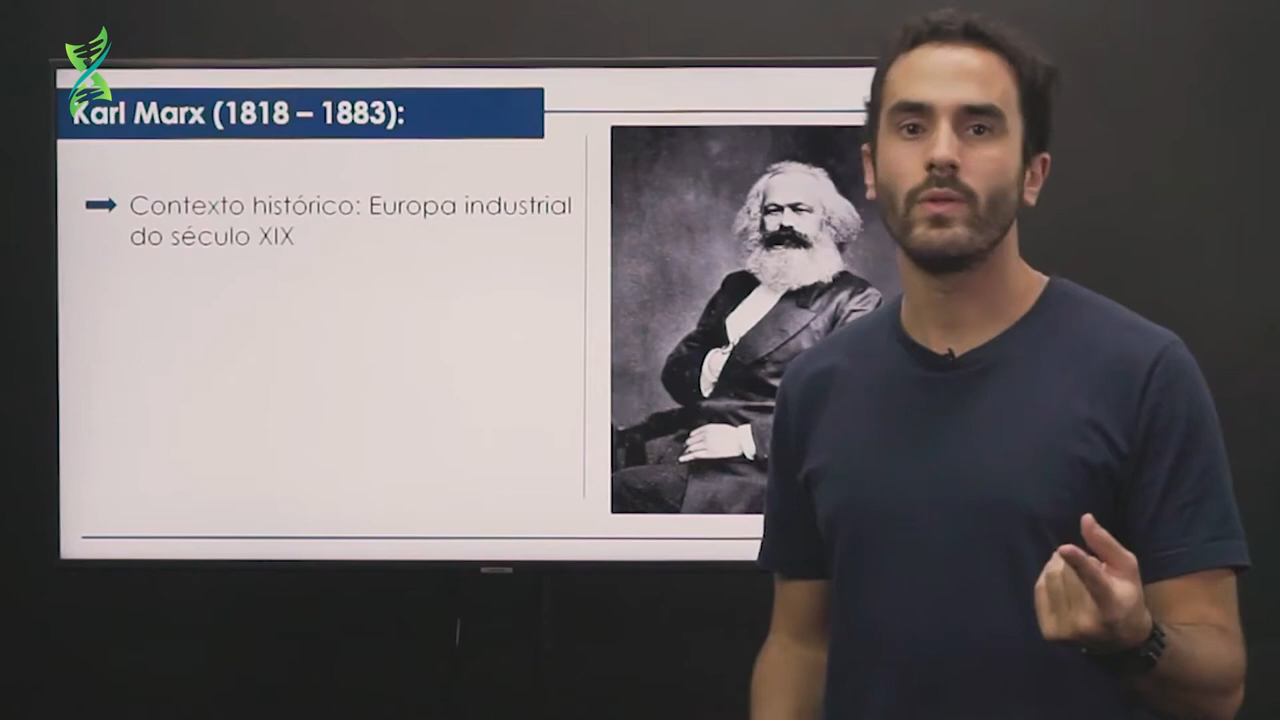 Karl Marx (1818 – 1883):
Contexto histórico: Europa industrial
do século XIX